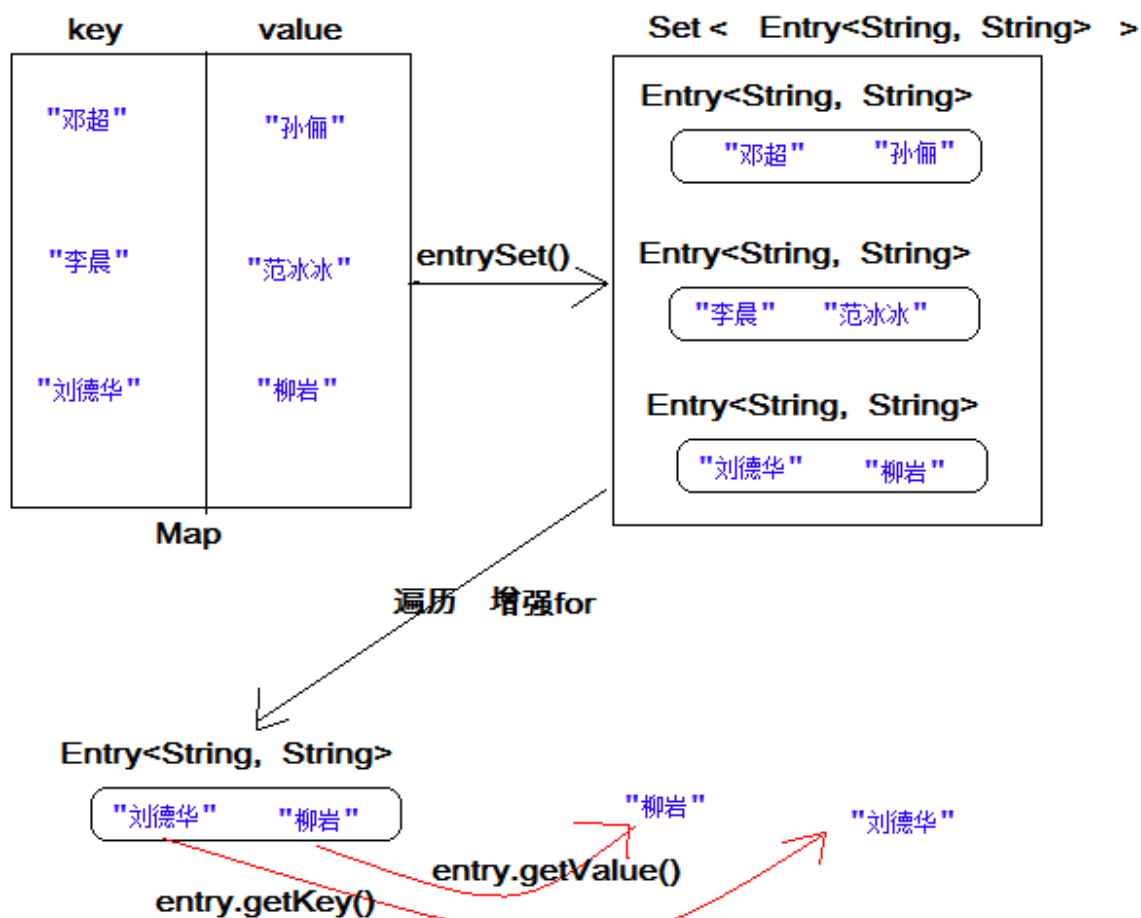 key value
Set < Entry<String, String> >
"邓超" "孙俪"
"李晨" "范冰冰"
"刘德华" "柳岩"
Map
entrySet()
Entry<String, String>
"邓超" "孙俪"
Entry<String, String>
"李晨" "范冰冰"
Entry<String, String>
"刘德华" "柳岩"
遍历 增强for
Entry<String, String>
"刘德华" "柳岩"
"柳岩"
"刘德华"
entry.getValue()
entry.getKey()